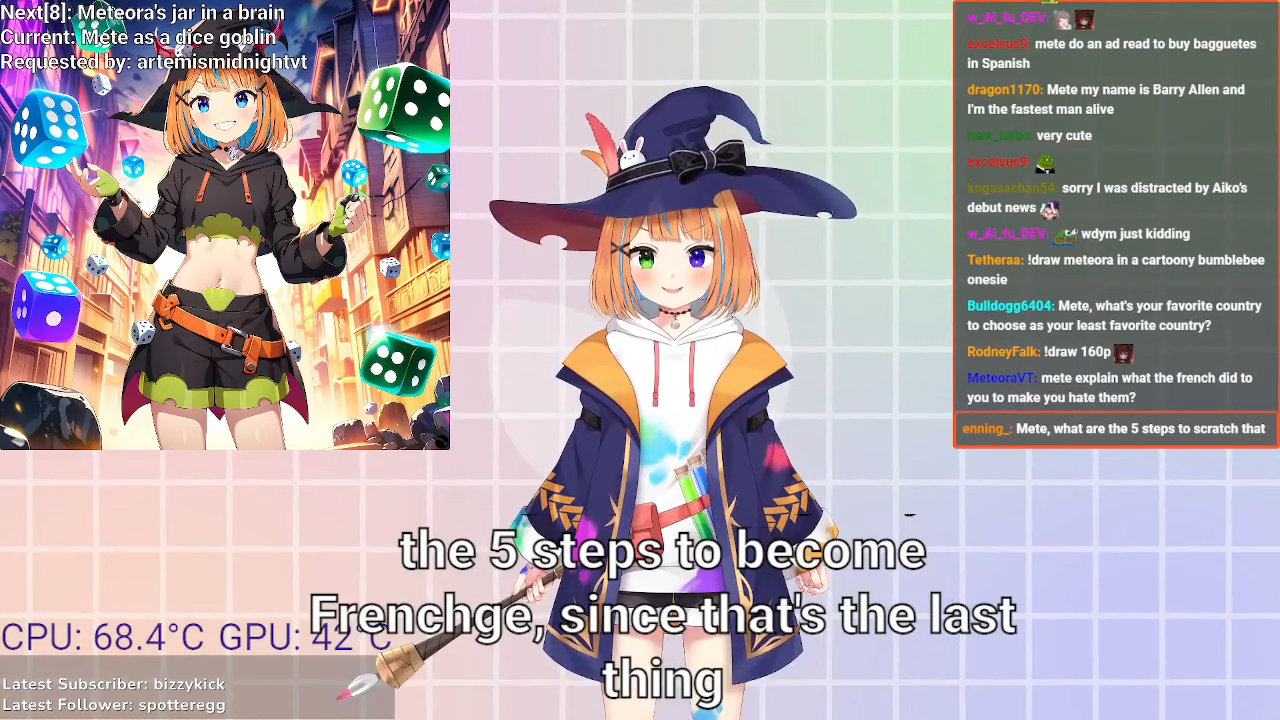 Next[8]: Meteora's jar in a brain
Current: Mete as a dice goblin
Requested by: artemismidnightvt
w_AI_fu_DEV:
excelsus9: mete do an ad read to buy bagguetes
in Spanish
dragon1170: Mete my name is Barry Allen and
I'm the fastest man alive
very cute
excelsus9:
kogasachan54: sorry I was distracted by Aiko's
debut news
w_AI_fu_DEV: wdym just kidding
Tetheraa: !draw meteora in a cartoony bumblebee
onesie
Bulldogg6404: Mete, what's your favorite country
to choose as your least favorite country?
RodneyFalk: !draw 160p
MeteoraVT: mete explain what the french did to
you to make you hate them?
enning_: Mete, what are the 5 steps to scratch that
the 5 steps to become
Frenchge, since that's the last
thing
CPU: 68.4°C GPU: 42°C
Latest Subscriber: bizzykick
Latest Follower: spotteregg